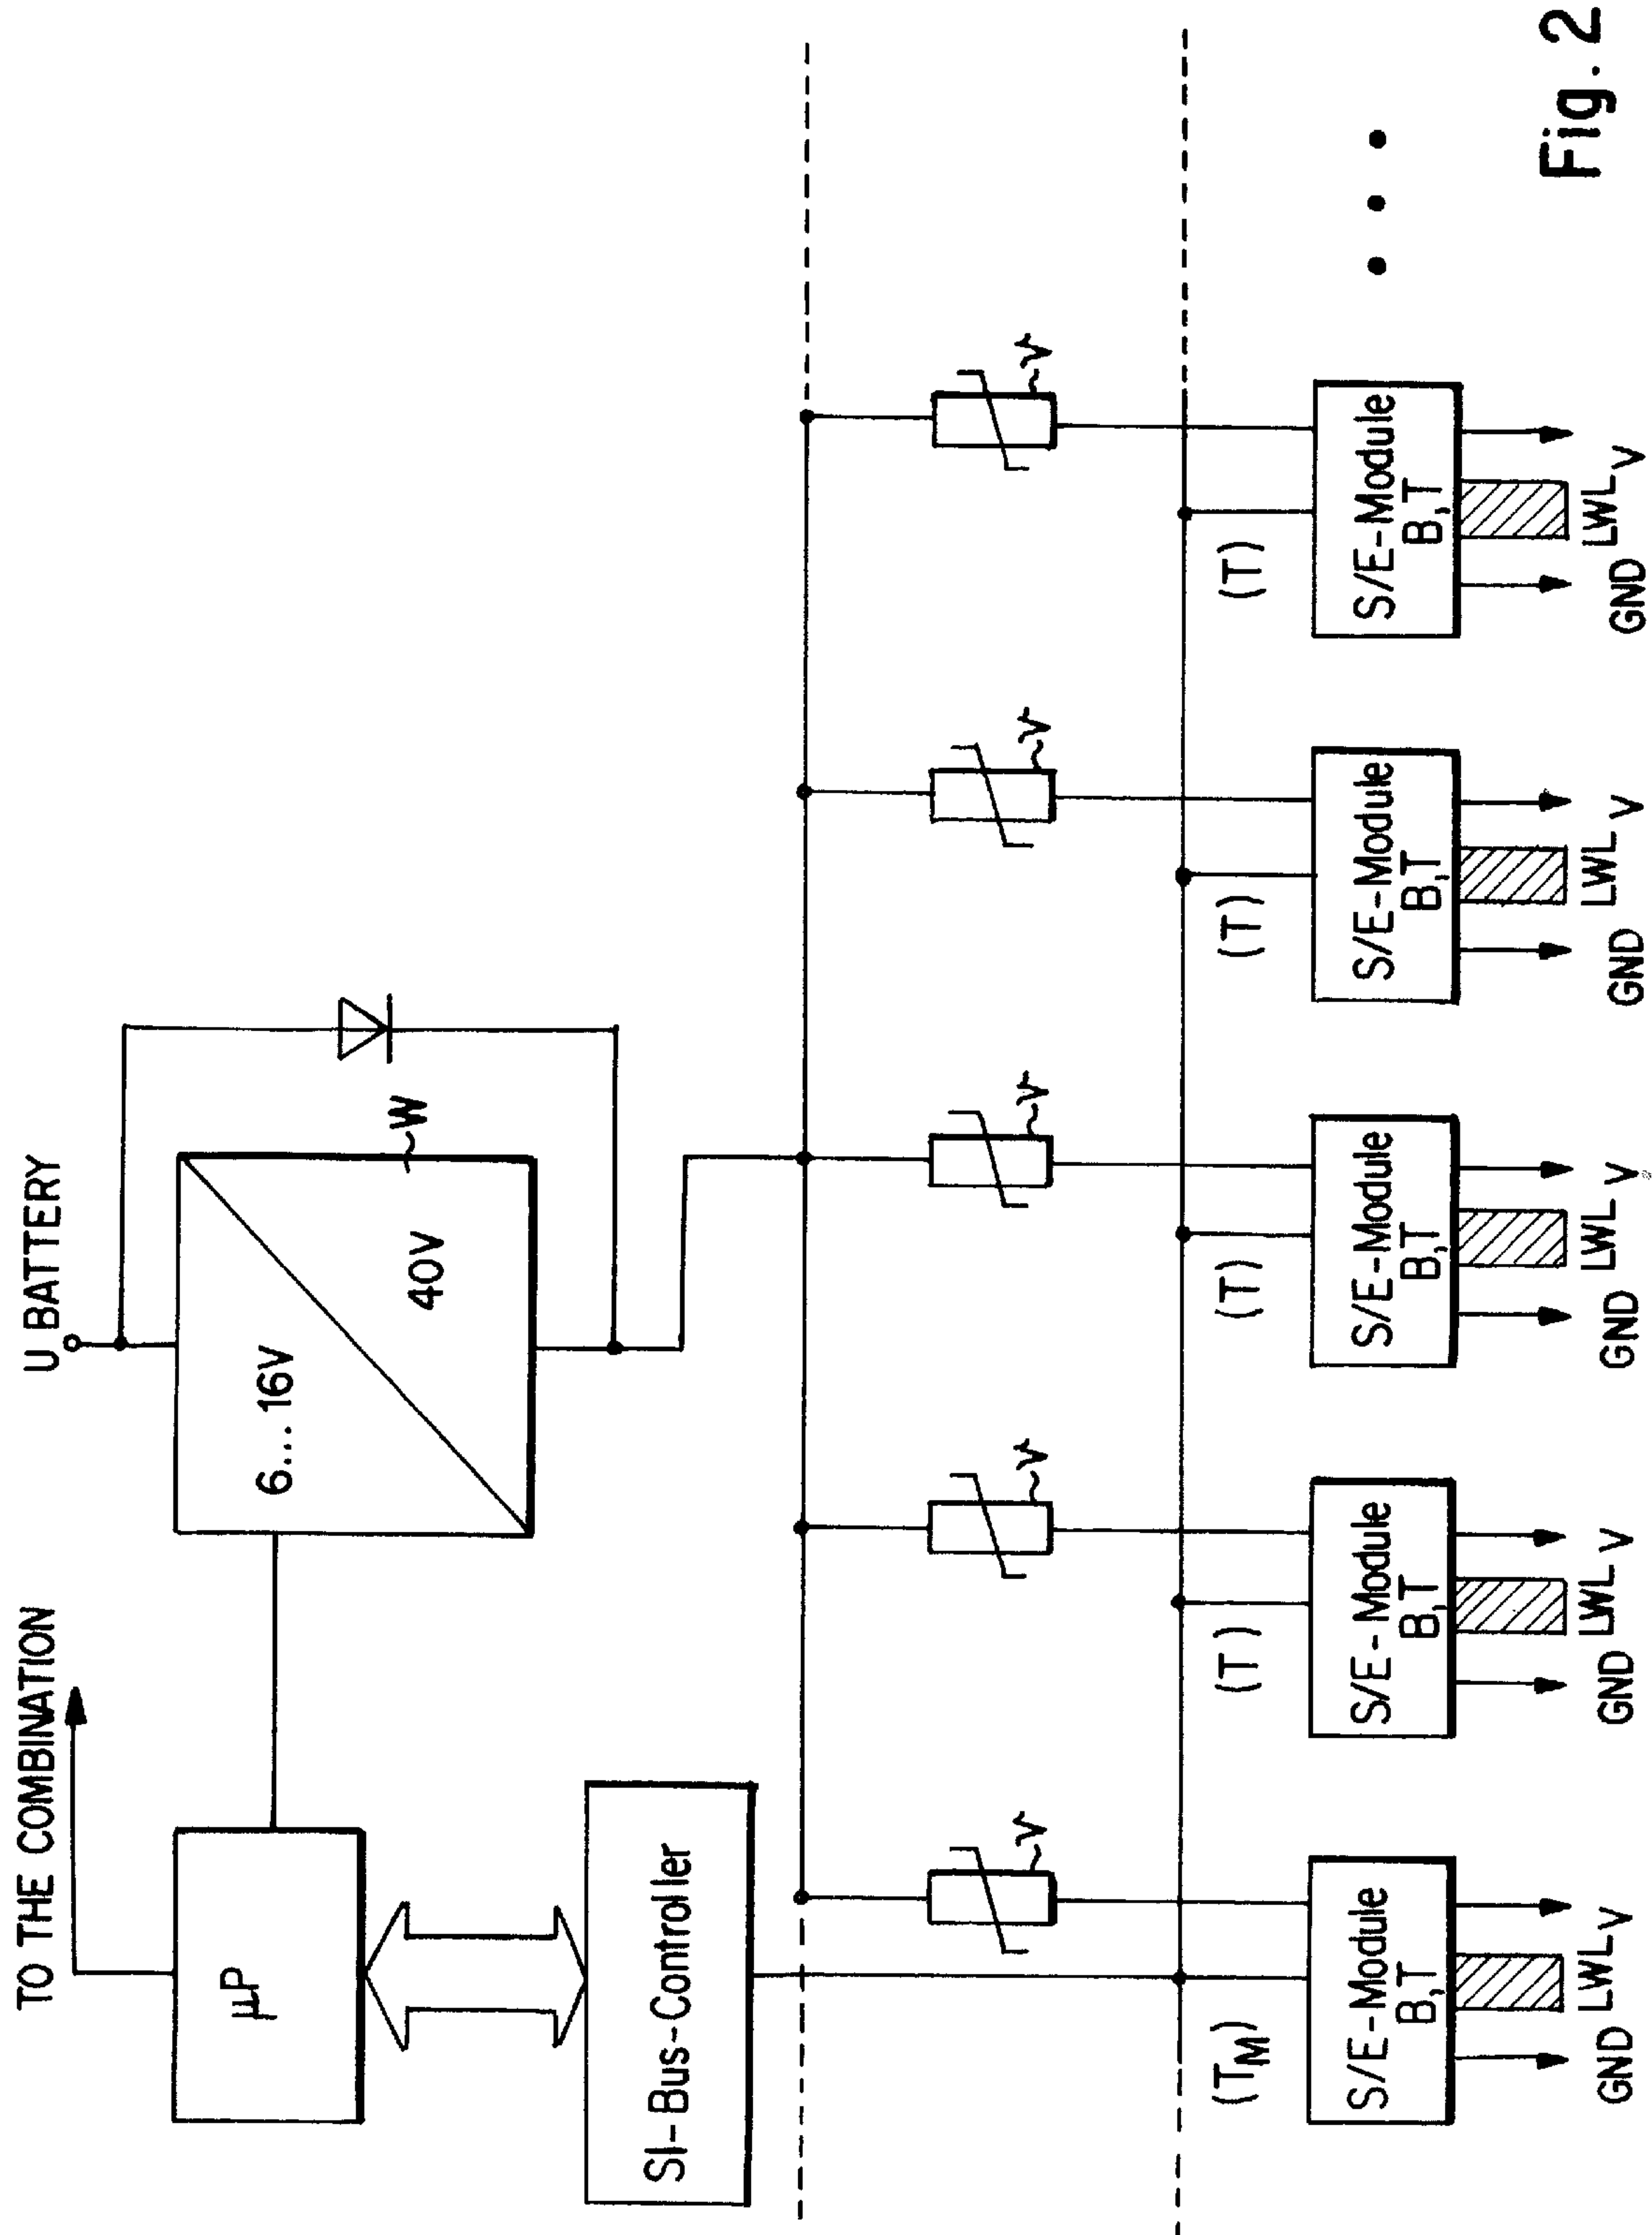 TO THE COMBINATION
U BATTERY
µP
6... 16V
40V
W
SI-Bus-Controller
V
V
V
V
V
(TM)
(T)
(T)
(T)
(T)
S/E-Module
B,T
S/E-Module
B,T
S/E-Module
B,T
S/E-Module
B,T
S/E-Module
B,T
GND LWL V
GND LWL V
GND LWL V
GND LWL V
GND LWL V
Fig. 2